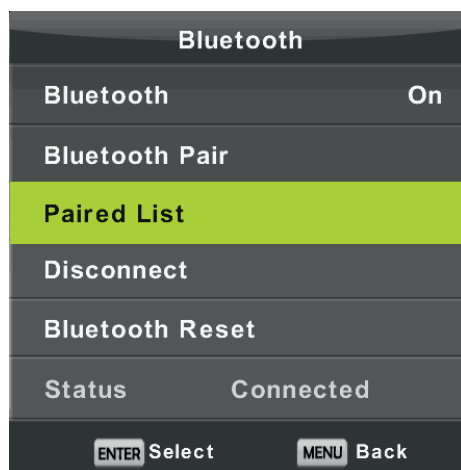 Bluetooth
Bluetooth On
Bluetooth Pair
Paired List
Disconnect
Bluetooth Reset
Status Connected
ENTER Select MENU Back